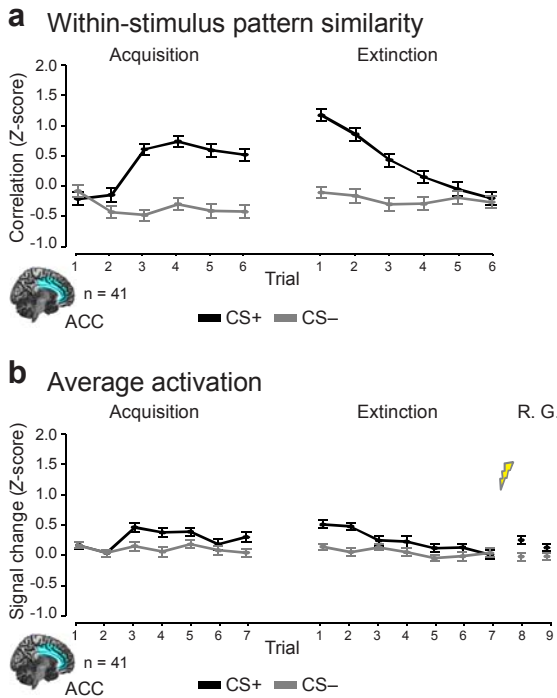 a Within-stimulus pattern similarity
Acquisition Extinction
Correlation (Z-score)
2.0
1.5
1.0
0.5
0.0
-0.5
-1.0
1 2 3 4 5 6 1 2 3 4 5 6
Trial
n = 41
ACC
CS+ CS–
b Average activation
Acquisition Extinction R. G.
Signal change (Z-score)
2.0
1.5
1.0
0.5
0.0
-0.5
-1.0
1 2 3 4 5 6 7 1 2 3 4 5 6 7 8 9
Trial
n = 41
ACC
CS+ CS–